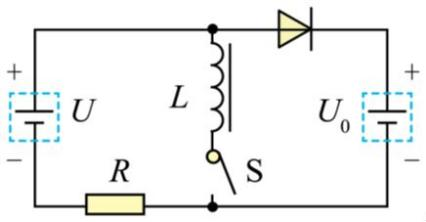 + +
U L U₀
− −
R S